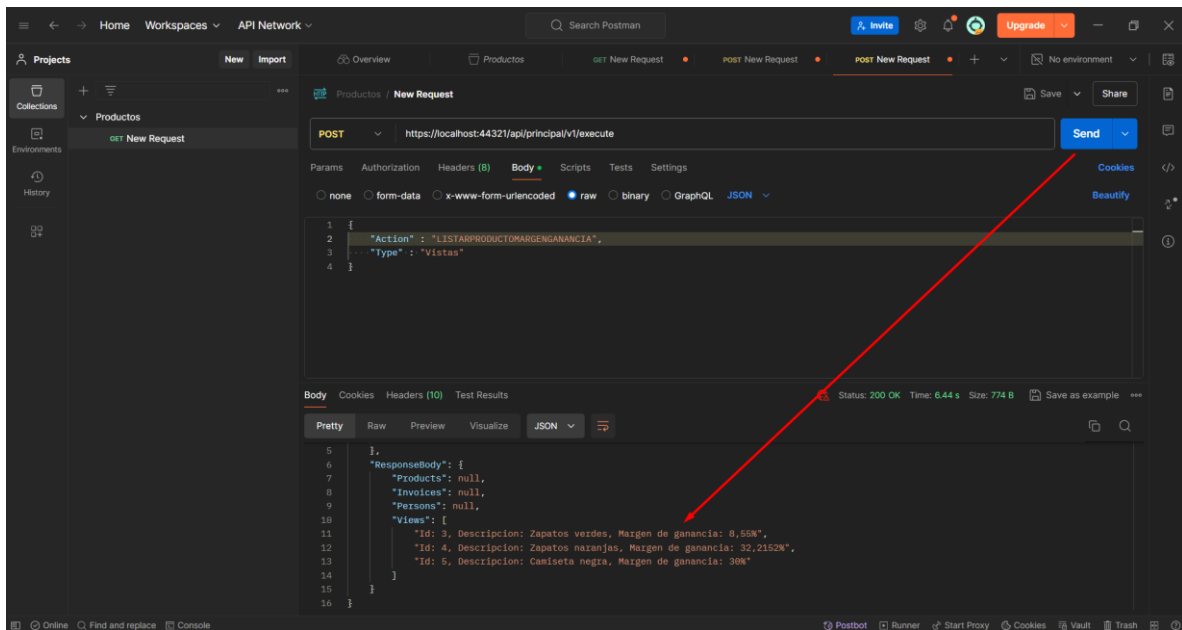 Home Workspaces API Network Search Postman Invite Upgrade
Projects New Import Overview Productos GET New Request POST New Request POST New Request No environment
Collections
Productos / New Request Save Share
Productos
GET New Request
POST https://localhost:44321/api/principal/v1/execute Send
Environments
Params Authorization Headers (8) Body Scripts Tests Settings Cookies
History
none form-data x-www-form-urlencoded raw binary GraphQL JSON Beautify
1 {
2 "Action" : "LISTARPRODUCTOMARGENGANANCIA",
3 "Type" : "Vistas"
4 }
Body Cookies Headers (10) Test Results Status: 200 OK Time: 6.44 s Size: 774 B Save as example
Pretty Raw Preview Visualize JSON
5 },
6 "ResponseBody": {
7 "Products": null,
8 "Invoices": null,
9 "Persons": null,
10 "Views": [
11 "Id: 3, Descripcion: Zapatos verdes, Margen de ganancia: 8,55%",
12 "Id: 4, Descripcion: Zapatos naranjas, Margen de ganancia: 32,2152%",
13 "Id: 5, Descripcion: Camiseta negra, Margen de ganancia: 30%"
14 ]
15 }
16 }
Online Find and replace Console Postbot Runner Start Proxy Cookies Vault Trash